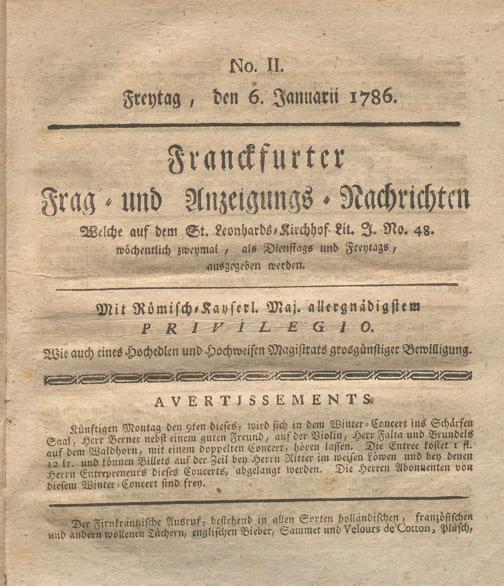 No. II.
Freytag, den 6. Januarii 1786.
Franckfurter
Frag- und Anzeigungs-Nachrichten
Welche auf dem St. Leonhards-Kirchhof Lit. J. No. 48.
wöchentlich zweymal, als Dienstags und Freytags,
ausgegeben werden.
Mit Römisch-Kayserl. Maj. allergnädigstem
PRIVILEGIO.
Wie auch eines Hochedlen und Hochweisen Magistrats grosgünstiger Bewilligung.
AVERTJSSEMENTS.
Künftigen Montag den 9ten dieses, wird sich in dem Winter-Concert ins Schärfen
Saal, Herr Berner nebst einem guten Freund, auf der Violin, Herr Falta und Brundels
auf dem Waldhorn, mit einem doppelten Concert, hören lassen. Die Entree kostet 1 fl.
12 kr. und können Billets auf der Zeil bey Herrn Ritter im weisen Löwen und bey denen
Herrn Entrepreneurs dieses Concerts, abgelangt werden. Die Herren Abonnenten von
diesem Winter-Concert sind frey.
Der Firnkräntzische Ausruf, bestehend in allen Sorten holländischen, französischen
und andern wollenen Tüchern, englischen Bieber, Sammet und Velours de Cotton, Plüsch,